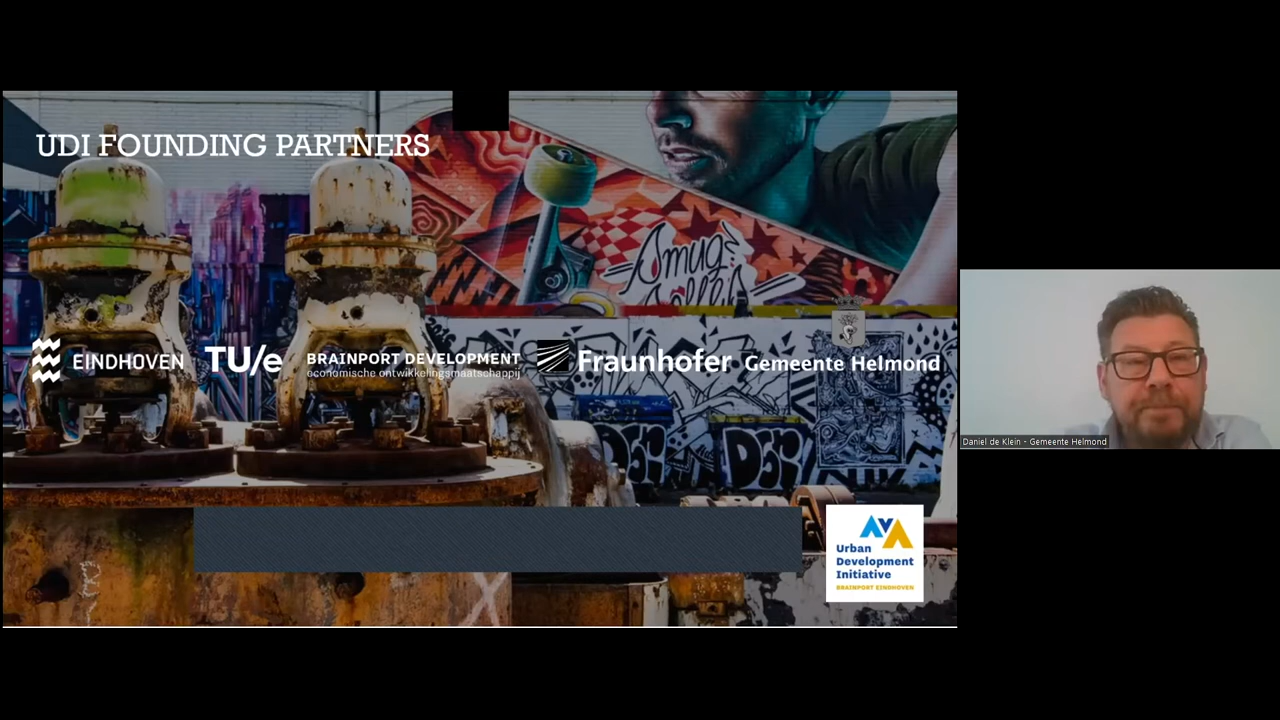 UDI FOUNDING PARTNERS
Smug
EINDHOVEN
TU/e
BRAINPORT DEVELOPMENT
economische ontwikkelingsmaatschappij
Fraunhofer
Gemeente Helmond
Daniel de Klein - Gemeente Helmond
Urban
Development
Initiative
BRAINPORT EINDHOVEN